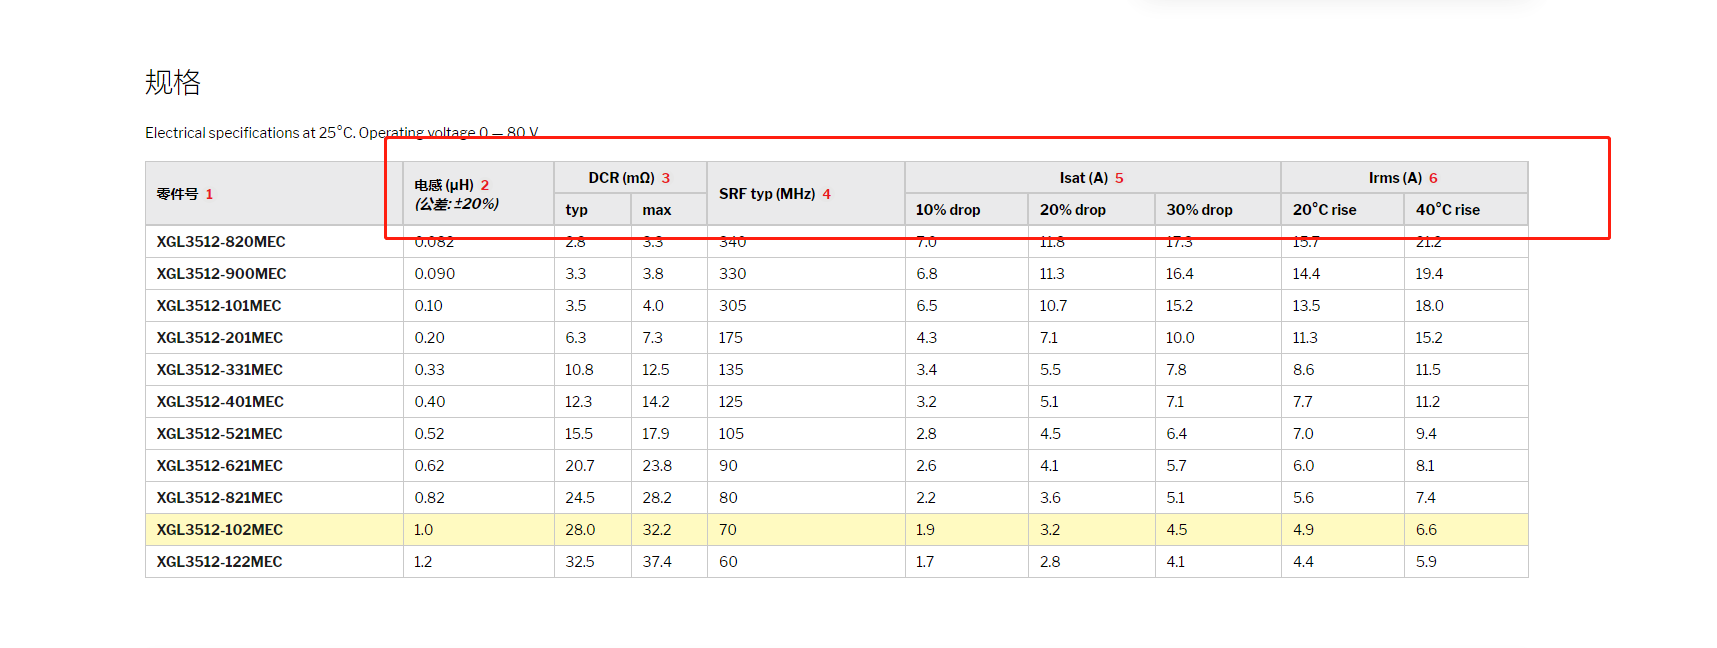 规格
Electrical specifications at 25°C. Operating voltage 0 — 80 V
零件号 1 电感 (µH) 2 (公差: ±20%) DCR (mΩ) 3 SRF typ (MHz) 4 Isat (A) 5 Irms (A) 6
typ max 10% drop 20% drop 30% drop 20°C rise 40°C rise
XGL3512-820MEC 0.082 2.8 3.3 340 7.0 11.8 17.3 15.7 21.2
XGL3512-900MEC 0.090 3.3 3.8 330 6.8 11.3 16.4 14.4 19.4
XGL3512-101MEC 0.10 3.5 4.0 305 6.5 10.7 15.2 13.5 18.0
XGL3512-201MEC 0.20 6.3 7.3 175 4.3 7.1 10.0 11.3 15.2
XGL3512-331MEC 0.33 10.8 12.5 135 3.4 5.5 7.8 8.6 11.5
XGL3512-401MEC 0.40 12.3 14.2 125 3.2 5.1 7.1 7.7 11.2
XGL3512-521MEC 0.52 15.5 17.9 105 2.8 4.5 6.4 7.0 9.4
XGL3512-621MEC 0.62 20.7 23.8 90 2.6 4.1 5.7 6.0 8.1
XGL3512-821MEC 0.82 24.5 28.2 80 2.2 3.6 5.1 5.6 7.4
XGL3512-102MEC 1.0 28.0 32.2 70 1.9 3.2 4.5 4.9 6.6
XGL3512-122MEC 1.2 32.5 37.4 60 1.7 2.8 4.1 4.4 5.9